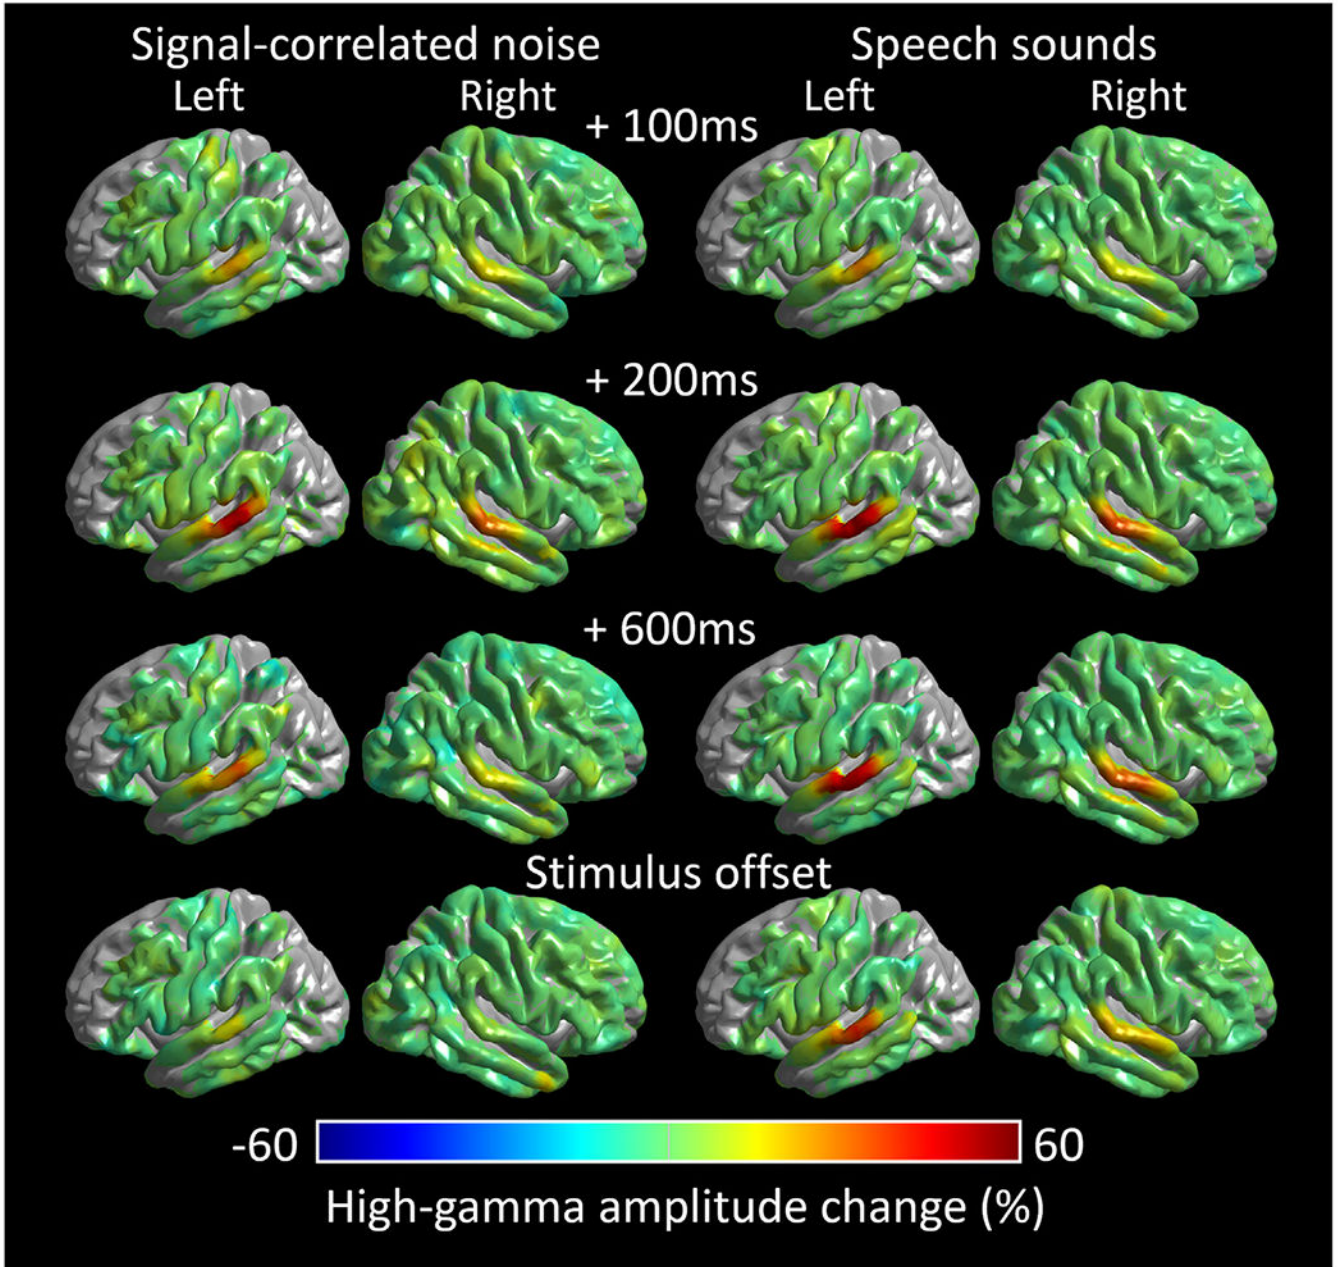 Signal-correlated noise Speech sounds
Left Right Left Right
+ 100ms
+ 200ms
+ 600ms
Stimulus offset
-60 60
High-gamma amplitude change (%)